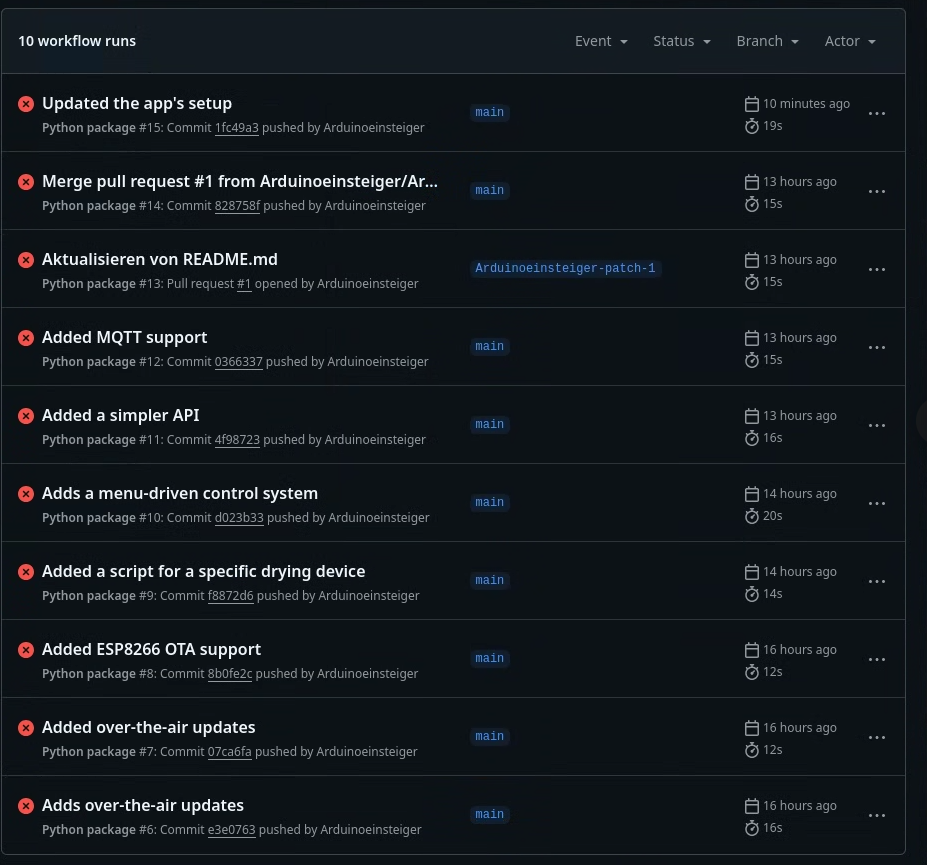 10 workflow runs
Event Status Branch Actor
Updated the app's setup
Python package #15: Commit 1fc49a3 pushed by Arduinoeinsteiger
main
10 minutes ago
19s
Merge pull request #1 from Arduinoeinsteiger/Ar...
Python package #14: Commit 828758f pushed by Arduinoeinsteiger
main
13 hours ago
15s
Aktualisieren von README.md
Python package #13: Pull request #1 opened by Arduinoeinsteiger
Arduinoeinsteiger-patch-1
13 hours ago
15s
Added MQTT support
Python package #12: Commit 0366337 pushed by Arduinoeinsteiger
main
13 hours ago
15s
Added a simpler API
Python package #11: Commit 4f98723 pushed by Arduinoeinsteiger
main
13 hours ago
16s
Adds a menu-driven control system
Python package #10: Commit d023b33 pushed by Arduinoeinsteiger
main
14 hours ago
20s
Added a script for a specific drying device
Python package #9: Commit f8872d6 pushed by Arduinoeinsteiger
main
14 hours ago
14s
Added ESP8266 OTA support
Python package #8: Commit 8b0fe2c pushed by Arduinoeinsteiger
main
16 hours ago
12s
Added over-the-air updates
Python package #7: Commit 07ca6fa pushed by Arduinoeinsteiger
main
16 hours ago
12s
Adds over-the-air updates
Python package #6: Commit e3e0763 pushed by Arduinoeinsteiger
main
16 hours ago
16s